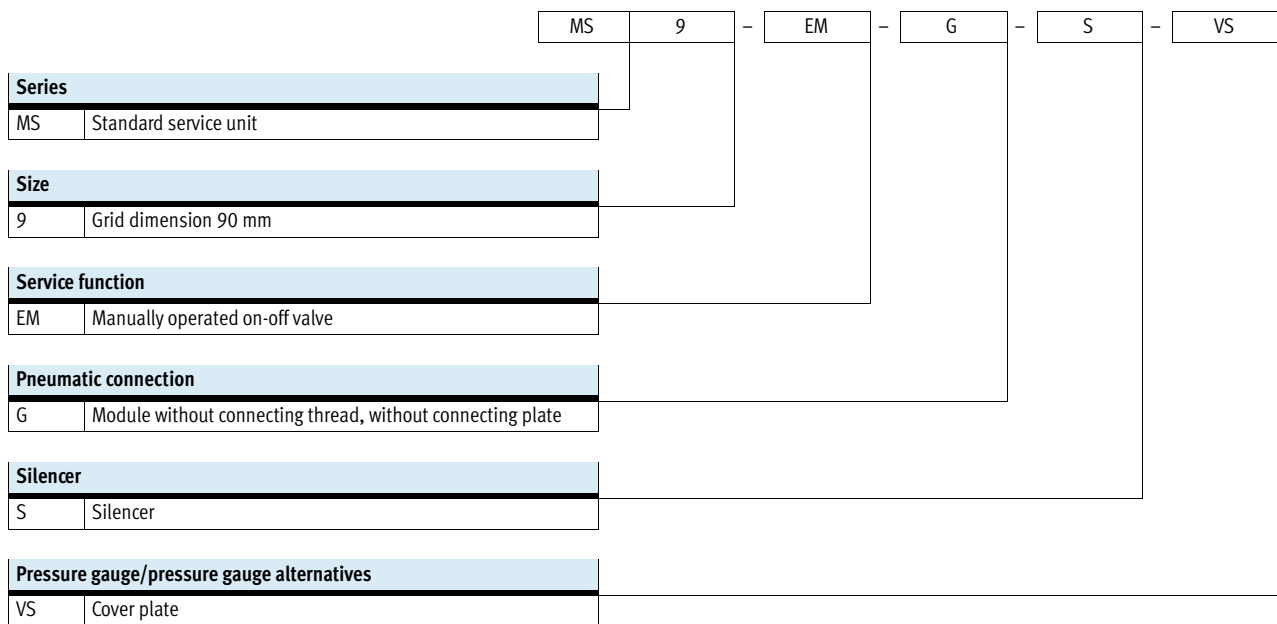 MS 9 – EM – G – S – VS
Series
MS Standard service unit
Size
9 Grid dimension 90 mm
Service function
EM Manually operated on-off valve
Pneumatic connection
G Module without connecting thread, without connecting plate
Silencer
S Silencer
Pressure gauge/pressure gauge alternatives
VS Cover plate